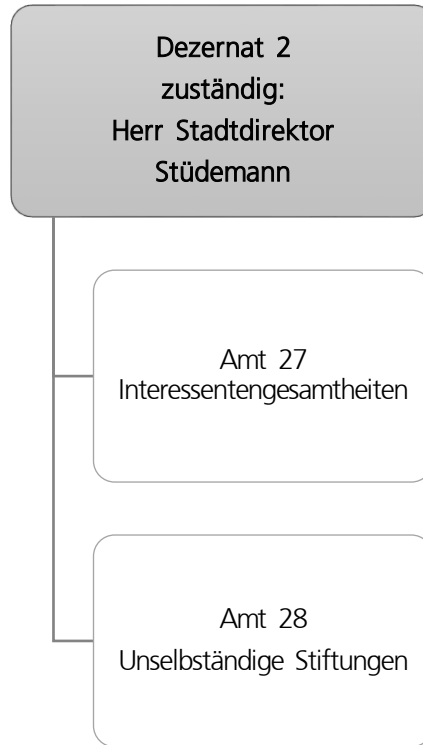 Dezernat 2
zuständig:
Herr Stadtdirektor
Stüdemann
Amt 27
Interessentengesamtheiten
Amt 28
Unselbständige Stiftungen